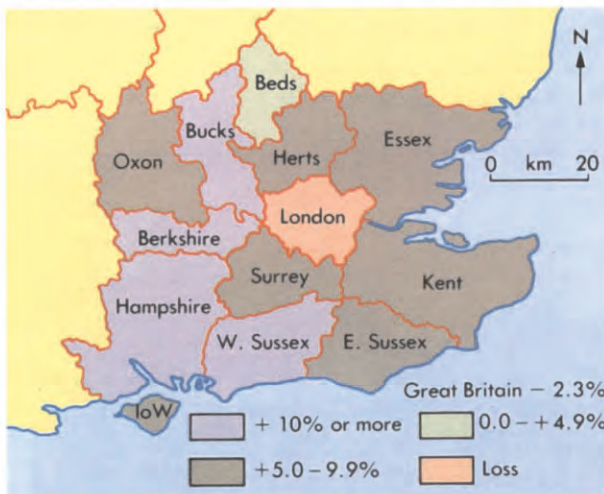 N
Beds
Bucks
Oxon
Herts
Essex
0 km 20
London
Berkshire
Surrey
Kent
Hampshire
W. Sussex
E. Sussex
IoW
Great Britain – 2.3%
+ 10% or more
0.0 – +4.9%
+5.0 – 9.9%
Loss